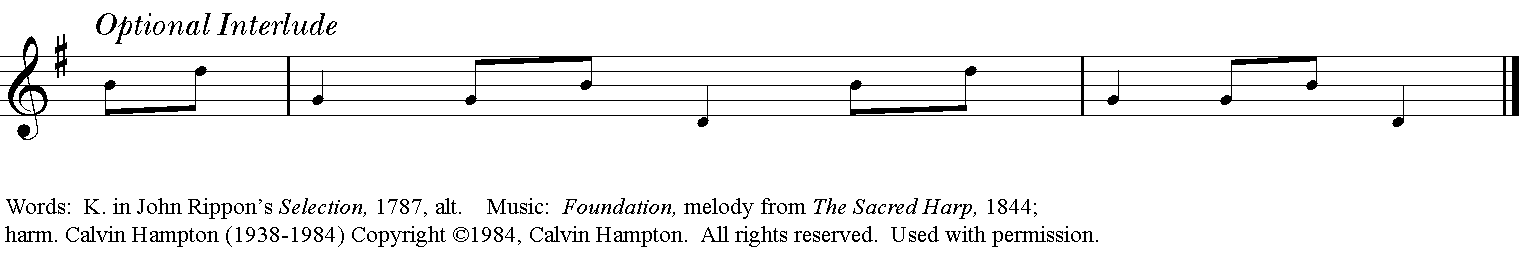 Optional Interlude
Words: K. in John Rippon’s Selection, 1787, alt. Music: Foundation, melody from The Sacred Harp, 1844;
harm. Calvin Hampton (1938-1984) Copyright ©1984, Calvin Hampton. All rights reserved. Used with permission.